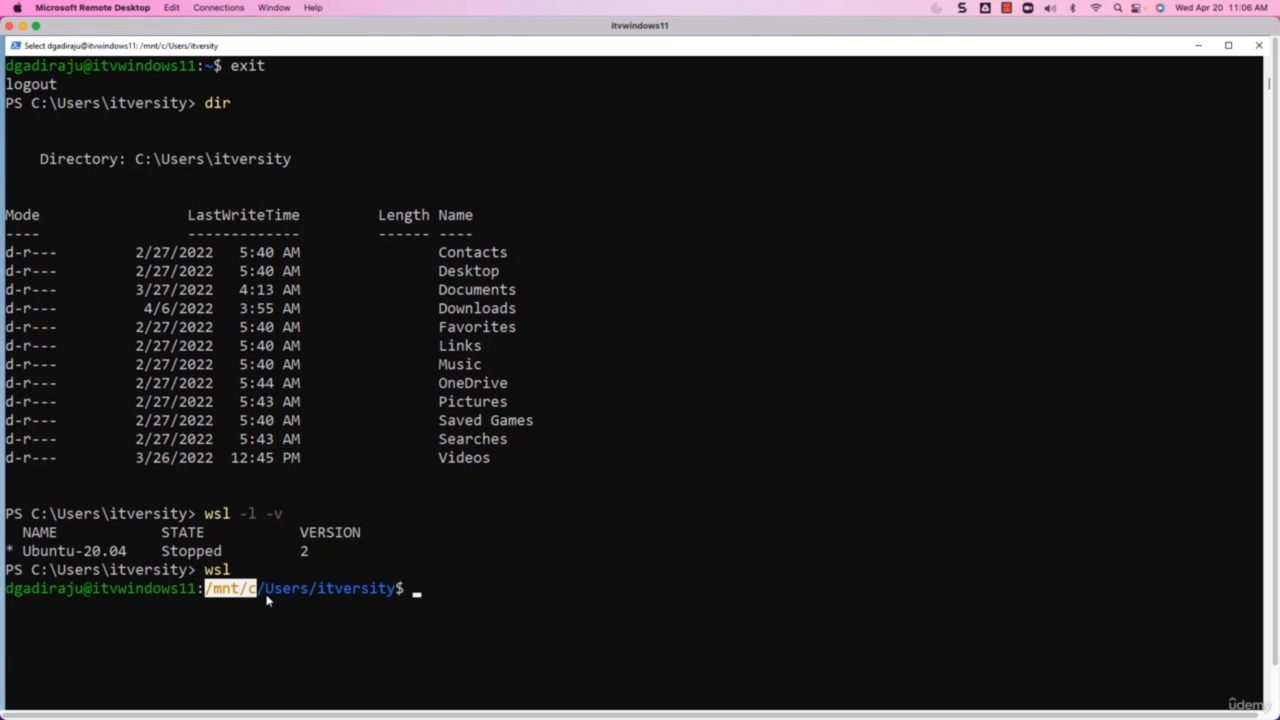 Microsoft Remote Desktop Edit Connections Window Help Wed Apr 20 11:06 AM
itvwindows11
Select dgadiraju@itvwindows11: /mnt/c/Users/itversity
dgadiraju@itvwindows11:~$ exit
logout
PS C:\Users\itversity> dir
Directory: C:\Users\itversity
Mode LastWriteTime Length Name
---- ------------- ------ ----
d-r--- 2/27/2022 5:40 AM Contacts
d-r--- 2/27/2022 5:40 AM Desktop
d-r--- 3/27/2022 4:13 AM Documents
d-r--- 4/6/2022 3:55 AM Downloads
d-r--- 2/27/2022 5:40 AM Favorites
d-r--- 2/27/2022 5:40 AM Links
d-r--- 2/27/2022 5:40 AM Music
d-r--- 2/27/2022 5:44 AM OneDrive
d-r--- 2/27/2022 5:43 AM Pictures
d-r--- 2/27/2022 5:40 AM Saved Games
d-r--- 2/27/2022 5:43 AM Searches
d-r--- 3/26/2022 12:45 PM Videos
PS C:\Users\itversity> wsl -l -v
NAME STATE VERSION
* Ubuntu-20.04 Stopped 2
PS C:\Users\itversity> wsl
dgadiraju@itvwindows11:/mnt/c/Users/itversity$
udemy